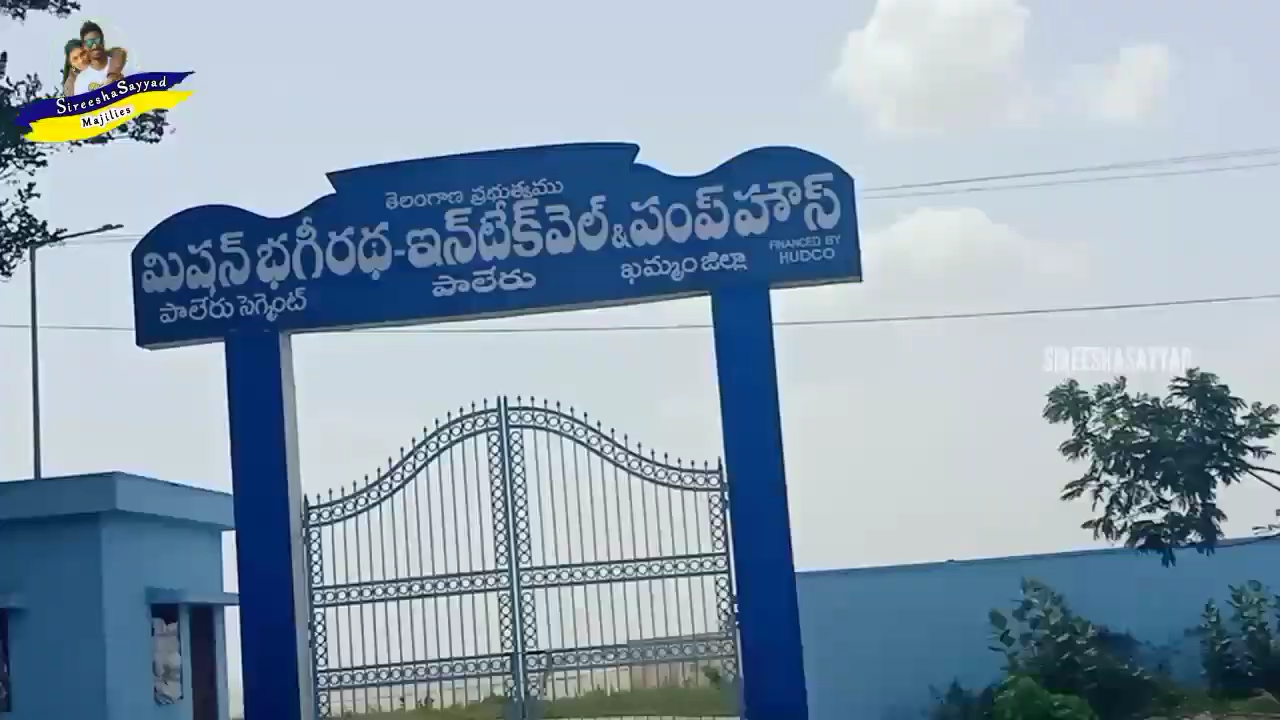 SireeshaSayyad
Majilies
తెలంగాణ ప్రభుత్వము
మిషన్ భగీరథ-ఇన్‌టేక్‌వెల్ & పంప్ హౌస్
పాలేరు సెగ్మెంట్
పాలేరు
ఖమ్మం జిల్లా
FINANCED BY
HUDCO
SIREESHASAYYAD